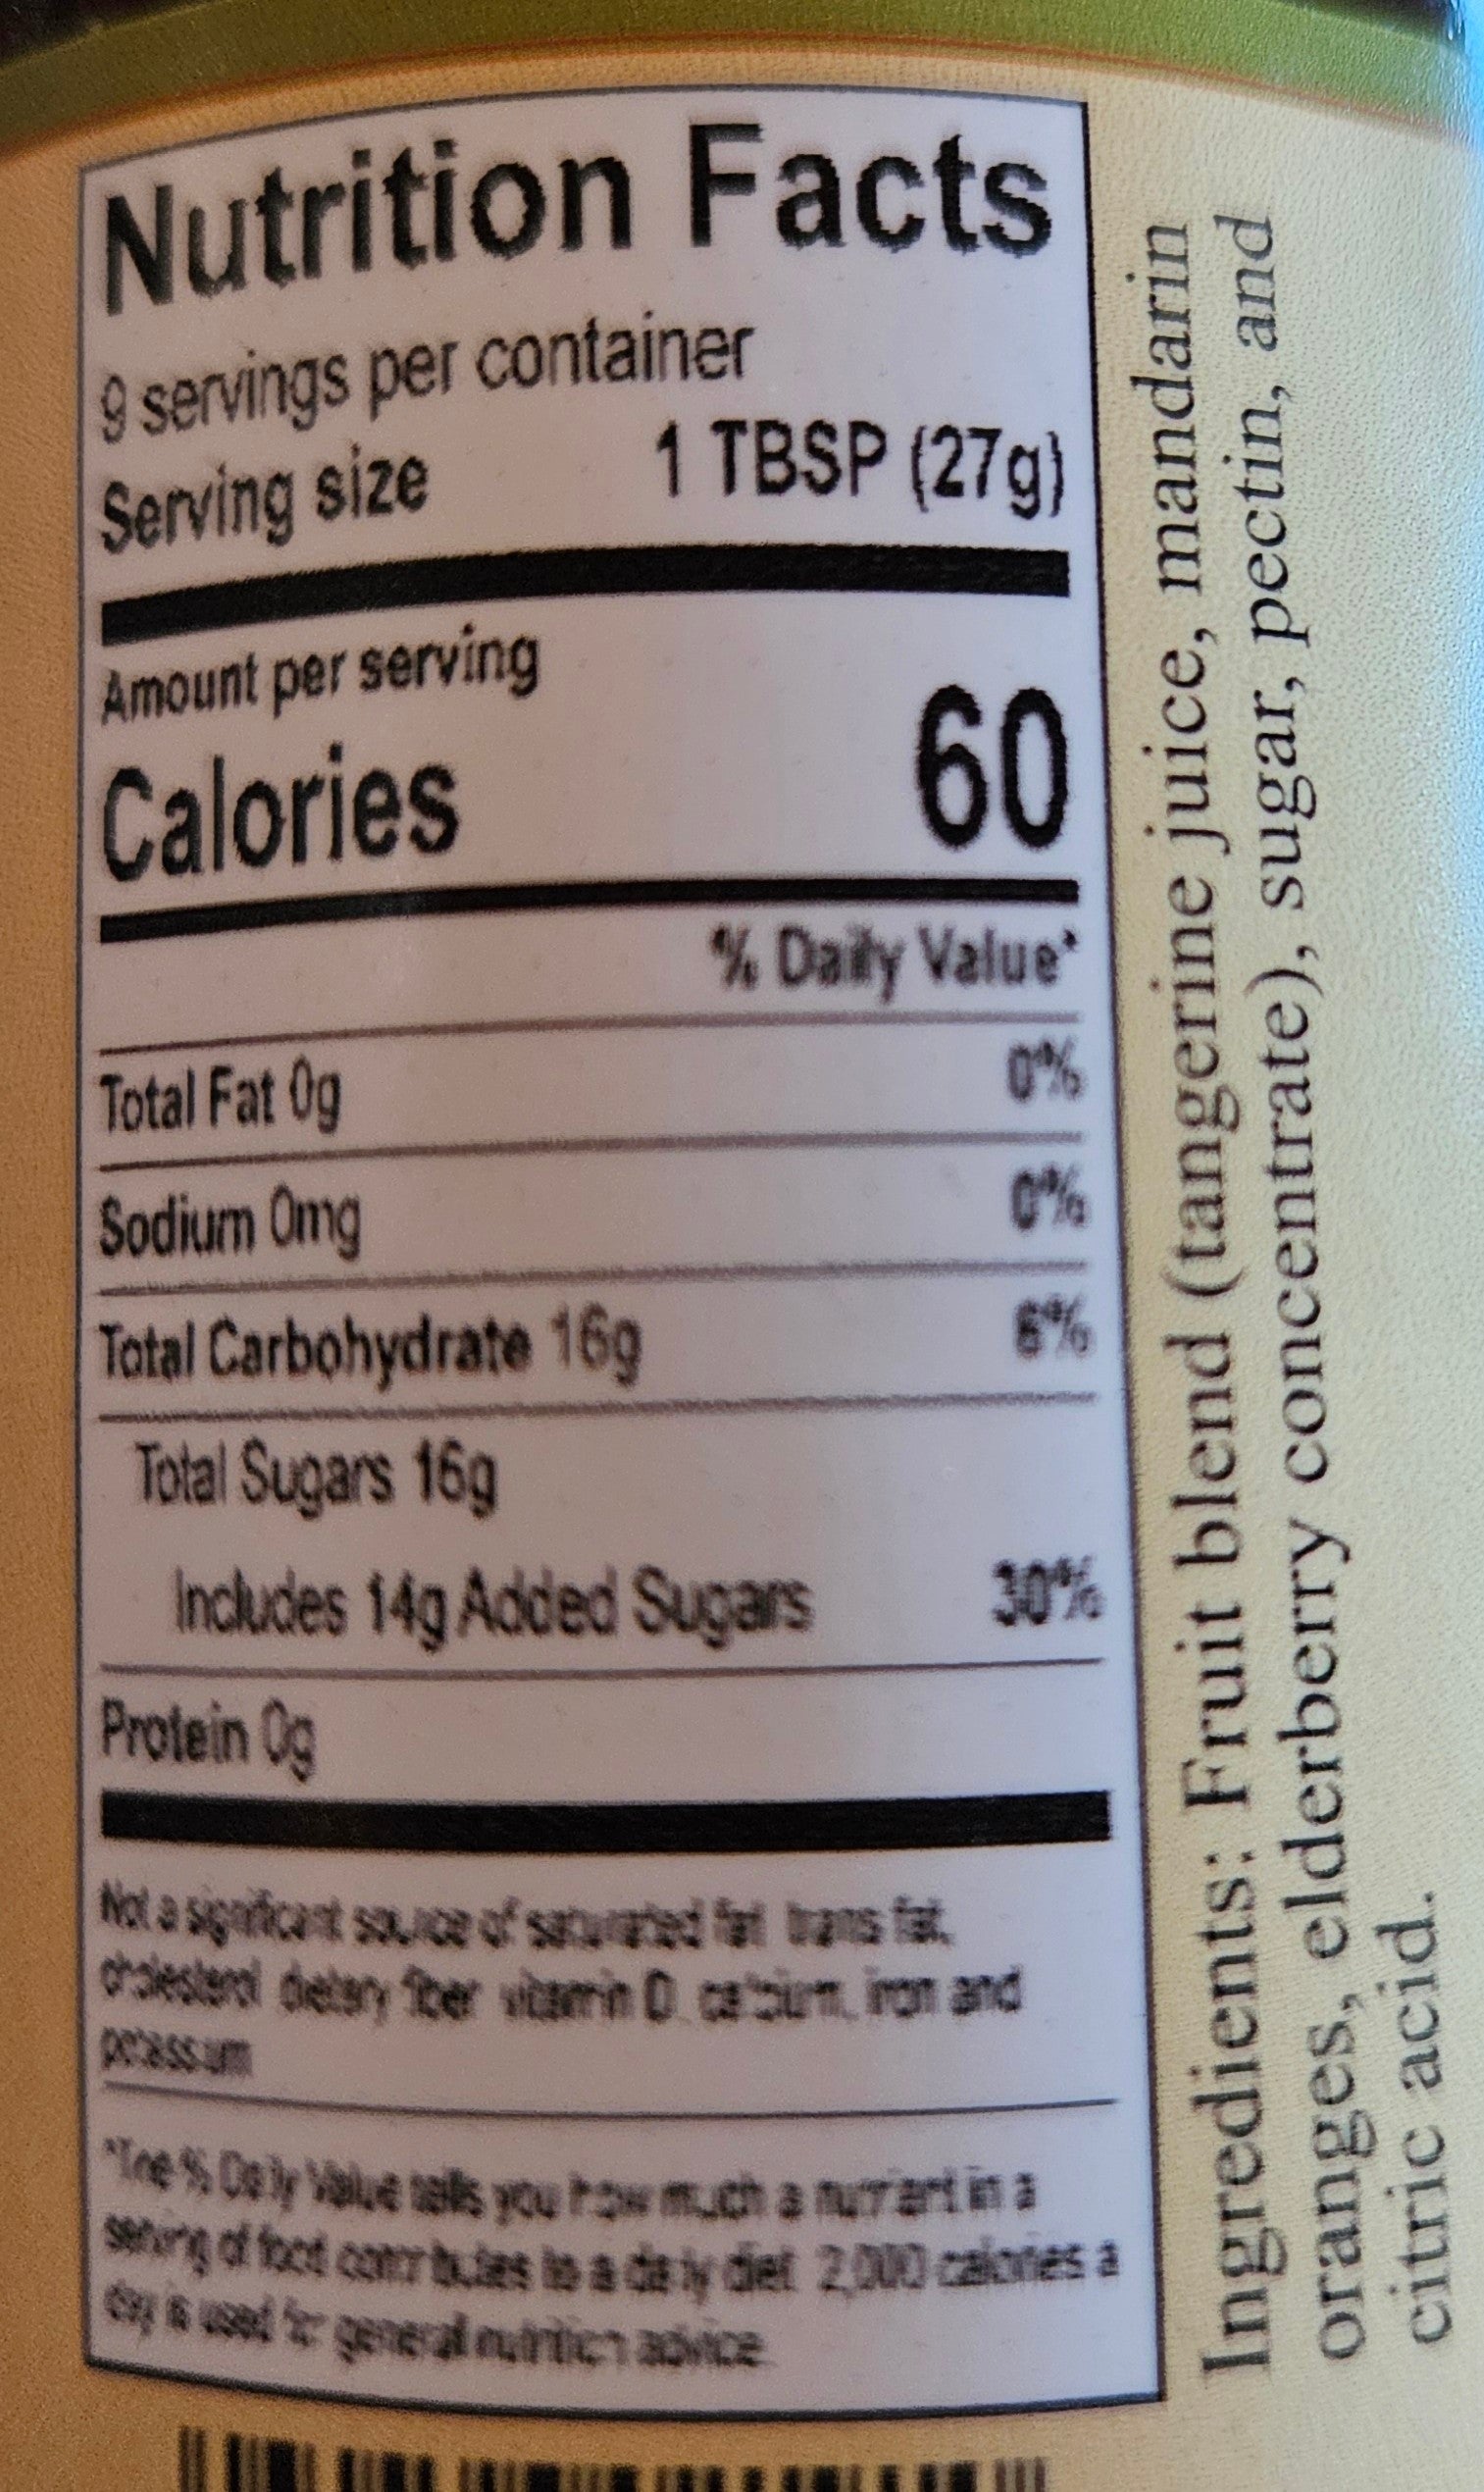 Nutrition Facts
9 servings per container
Serving size 1 TBSP (27g)
Amount per serving
Calories 60
% Daily Value*
Total Fat 0g 0%
Sodium 0mg 0%
Total Carbohydrate 16g 6%
Total Sugars 16g
Includes 14g Added Sugars 30%
Protein 0g
Not a significant source of saturated fat trans fat,
cholesterol dietary fiber vitamin D calcium, iron and
potassium
*The % Daily Value tells you how much a nutrient in a
serving of food contributes to a daily diet 2,000 calories a
day is used for general nutrition advice
Ingredients: Fruit blend (tangerine juice, mandarin
oranges, elderberry concentrate), sugar, pectin, and
citric acid.